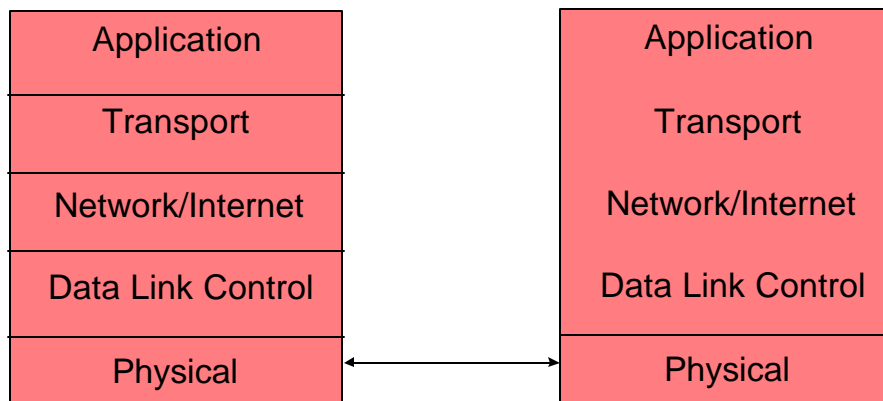 Application
Transport
Network/Internet
Data Link Control
Physical
Application
Transport
Network/Internet
Data Link Control
Physical